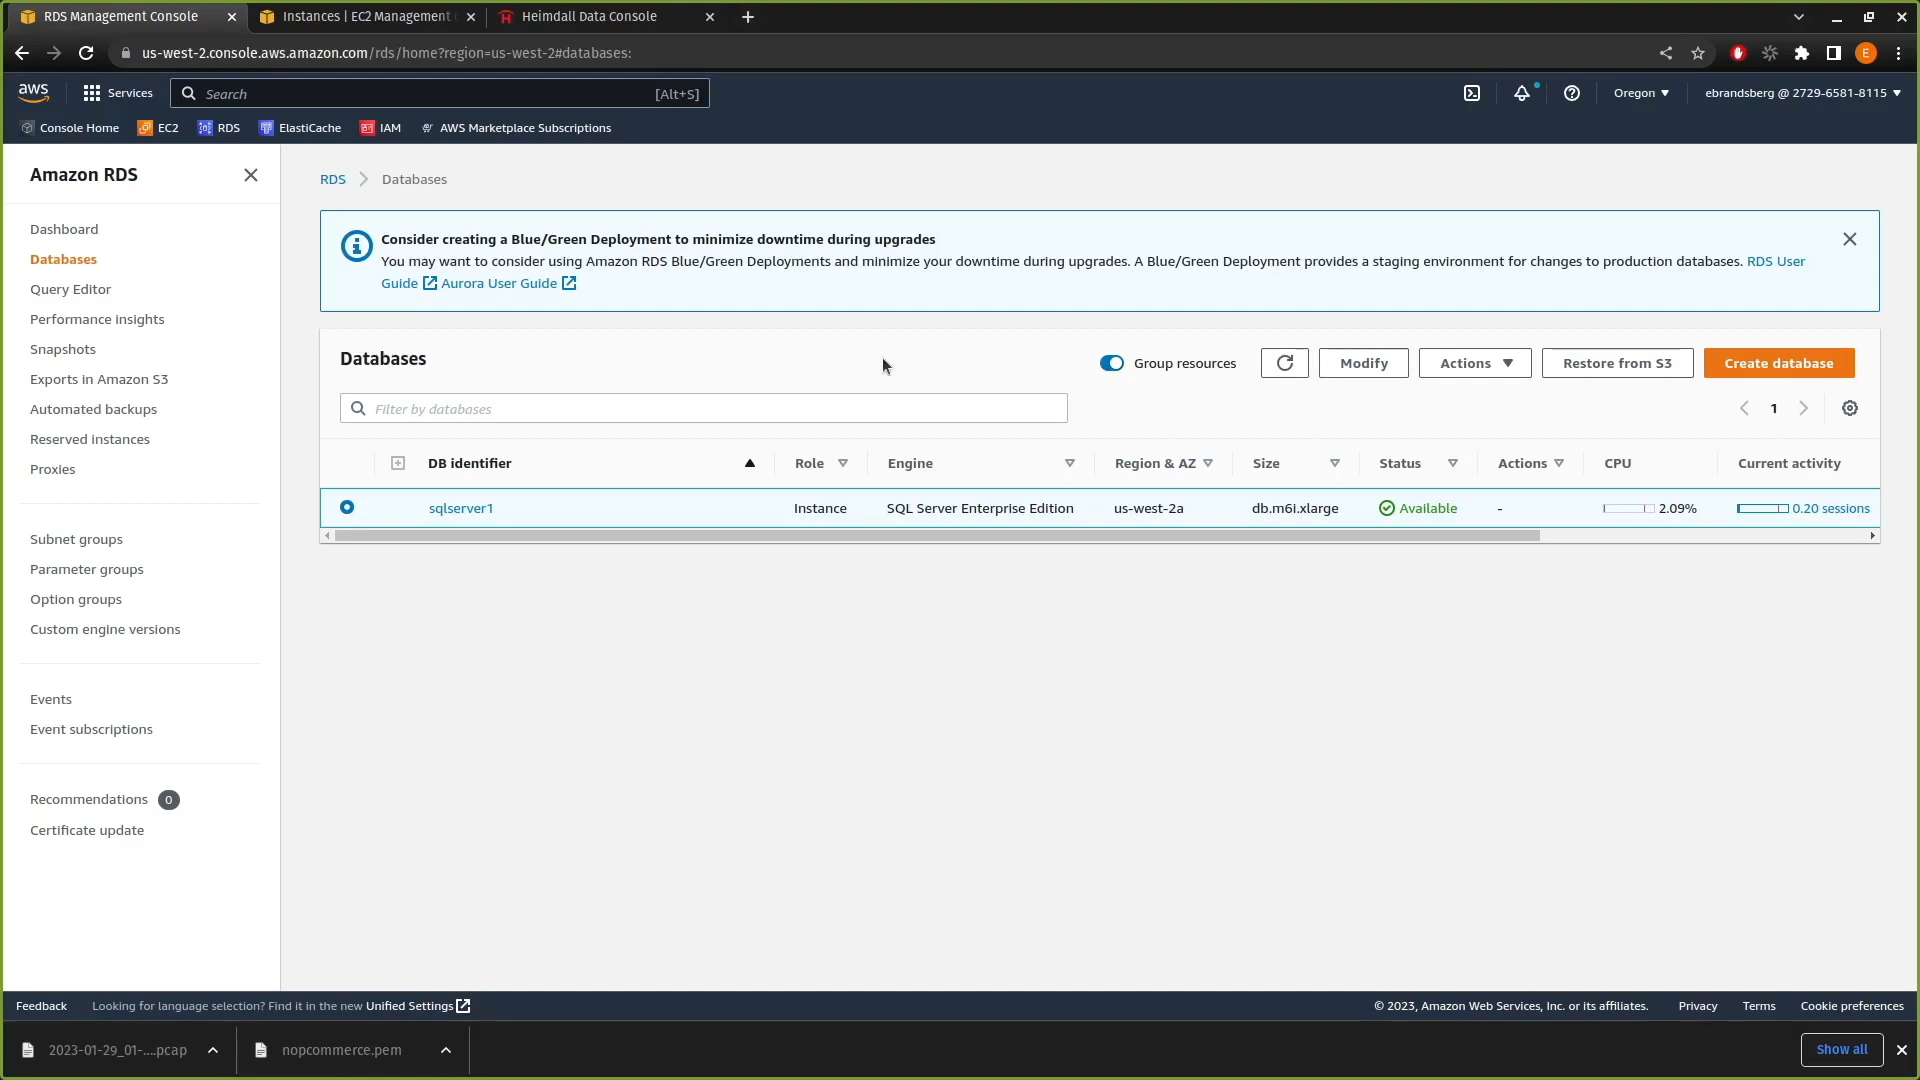 RDS Management Console
Instances | EC2 Management
Heimdall Data Console
us-west-2.console.aws.amazon.com/rds/home?region=us-west-2#databases:
E
aws
Services
Search
[Alt+S]
Oregon
ebrandsberg @ 2729-6581-8115
Console Home
EC2
RDS
ElastiCache
IAM
AWS Marketplace Subscriptions
Amazon RDS
Dashboard
Databases
Query Editor
Performance insights
Snapshots
Exports in Amazon S3
Automated backups
Reserved instances
Proxies
Subnet groups
Parameter groups
Option groups
Custom engine versions
Events
Event subscriptions
Recommendations 0
Certificate update
RDS > Databases
Consider creating a Blue/Green Deployment to minimize downtime during upgrades
You may want to consider using Amazon RDS Blue/Green Deployments and minimize your downtime during upgrades. A Blue/Green Deployment provides a staging environment for changes to production databases. RDS User
Guide Aurora User Guide
Databases
Group resources
Modify
Actions
Restore from S3
Create database
Filter by databases
1
DB identifier Role Engine Region & AZ Size Status Actions CPU Current activity
sqlserver1 Instance SQL Server Enterprise Edition us-west-2a db.m6i.xlarge Available - 2.09% 0.20 sessions
Feedback
Looking for language selection? Find it in the new Unified Settings
© 2023, Amazon Web Services, Inc. or its affiliates.
Privacy
Terms
Cookie preferences
2023-01-29_01-....pcap
nopcommerce.pem
Show all